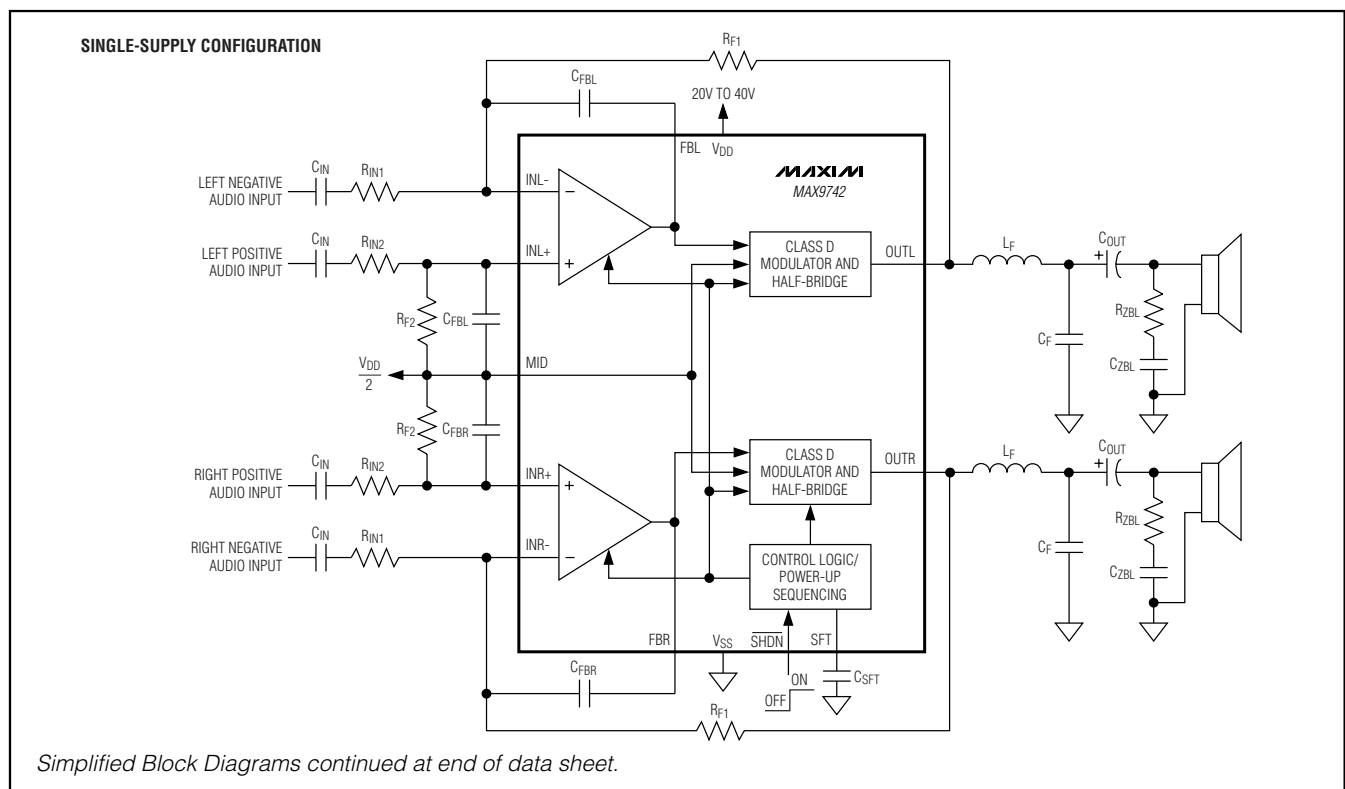 SINGLE-SUPPLY CONFIGURATION
RF1
CFBL
20V TO 40V
FBL
VDD
MAXIM
MAX9742
LEFT NEGATIVE
AUDIO INPUT
CIN
RIN1
INL-
−
LEFT POSITIVE
AUDIO INPUT
CIN
RIN2
INL+
+
CLASS D
MODULATOR AND
HALF-BRIDGE
OUTL
LF
COUT
+
RF2
CFBL
CF
RZBL
CZBL
VDD
2
MID
RF2
CFBR
RIGHT POSITIVE
AUDIO INPUT
CIN
RIN2
INR+
+
RIGHT NEGATIVE
AUDIO INPUT
CIN
RIN1
INR-
−
CLASS D
MODULATOR AND
HALF-BRIDGE
OUTR
LF
COUT
+
CF
RZBL
CZBL
CONTROL LOGIC/
POWER-UP
SEQUENCING
FBR
VSS
SHDN
SFT
CFBR
ON
OFF
CSFT
RF1
Simplified Block Diagrams continued at end of data sheet.